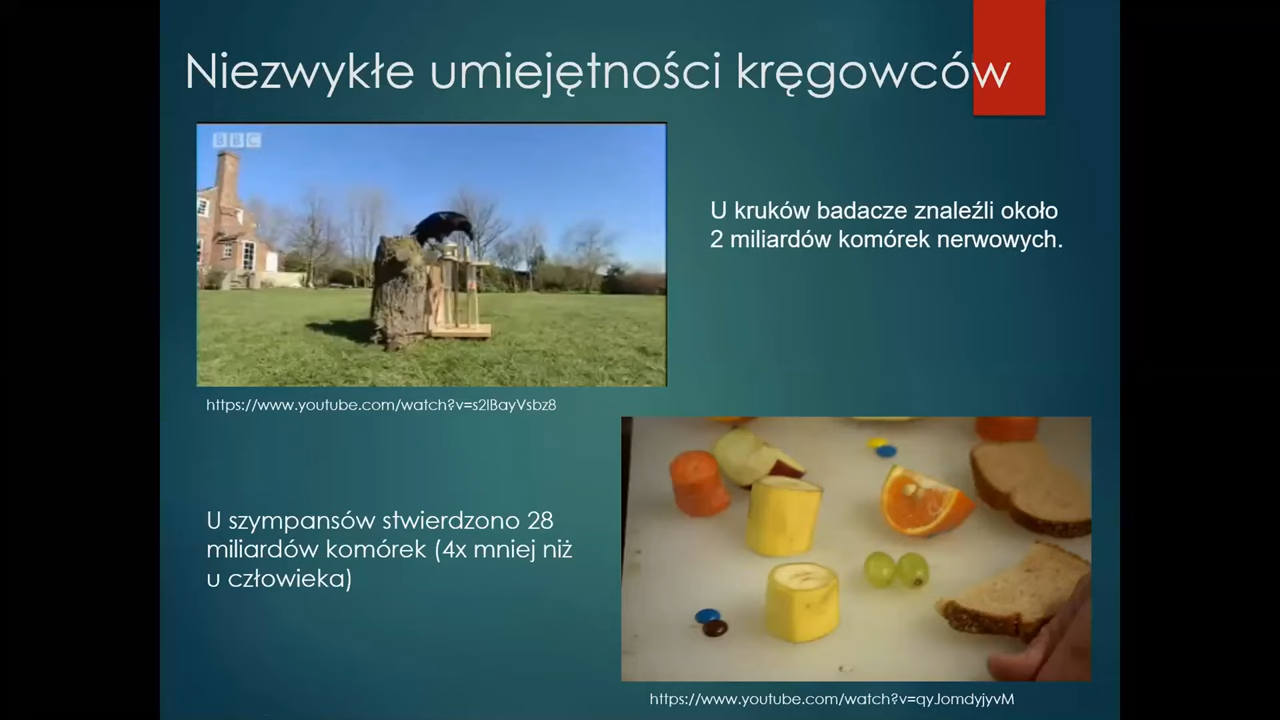 Niezwykłe umiejętności kręgowców
BBC
U kruków badacze znaleźli około
2 miliardów komórek nerwowych.
https://www.youtube.com/watch?v=s2IBayVsbz8
U szympansów stwierdzono 28
miliardów komórek (4x mniej niż
u człowieka)
https://www.youtube.com/watch?v=qyJomdyjyvM